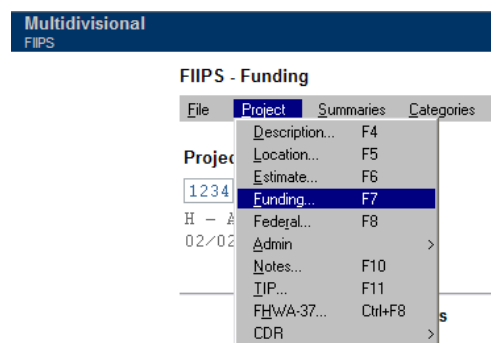 Multidivisional
FIIPS
FIIPS - Funding
File Project Summaries Categories
Description... F4
Location... F5
Estimate... F6
Funding... F7
Federal... F8
Admin >
Notes... F10
TIP... F11
FHWA-37... Ctrl+F8
CDR >
1234
H -
02/02
s